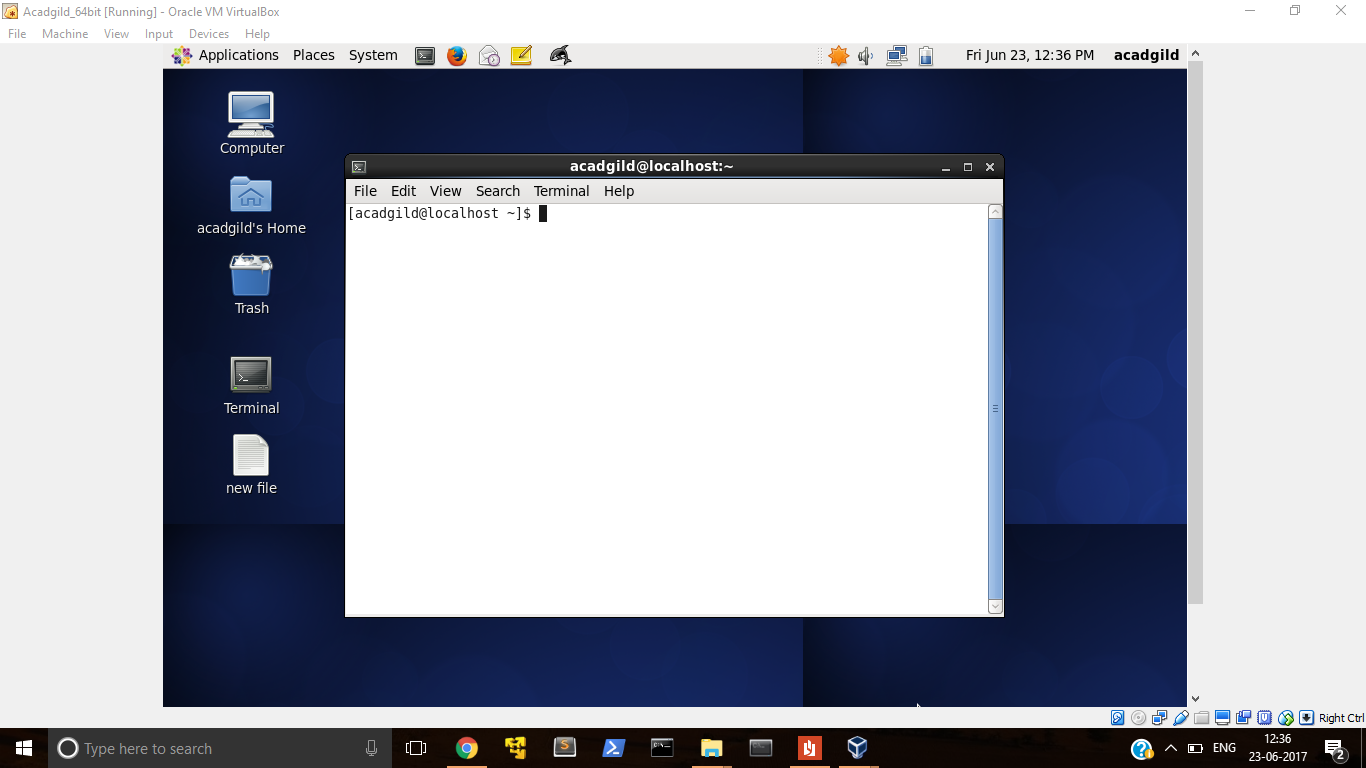 Acadgild_64bit [Running] - Oracle VM VirtualBox
File Machine View Input Devices Help
Applications Places System Fri Jun 23, 12:36 PM acadgild
Computer
acadgild's Home
Trash
Terminal
new file
acadgild@localhost:~
File Edit View Search Terminal Help
[acadgild@localhost ~]$
Right Ctrl
Type here to search
ENG
12:36
23-06-2017
2